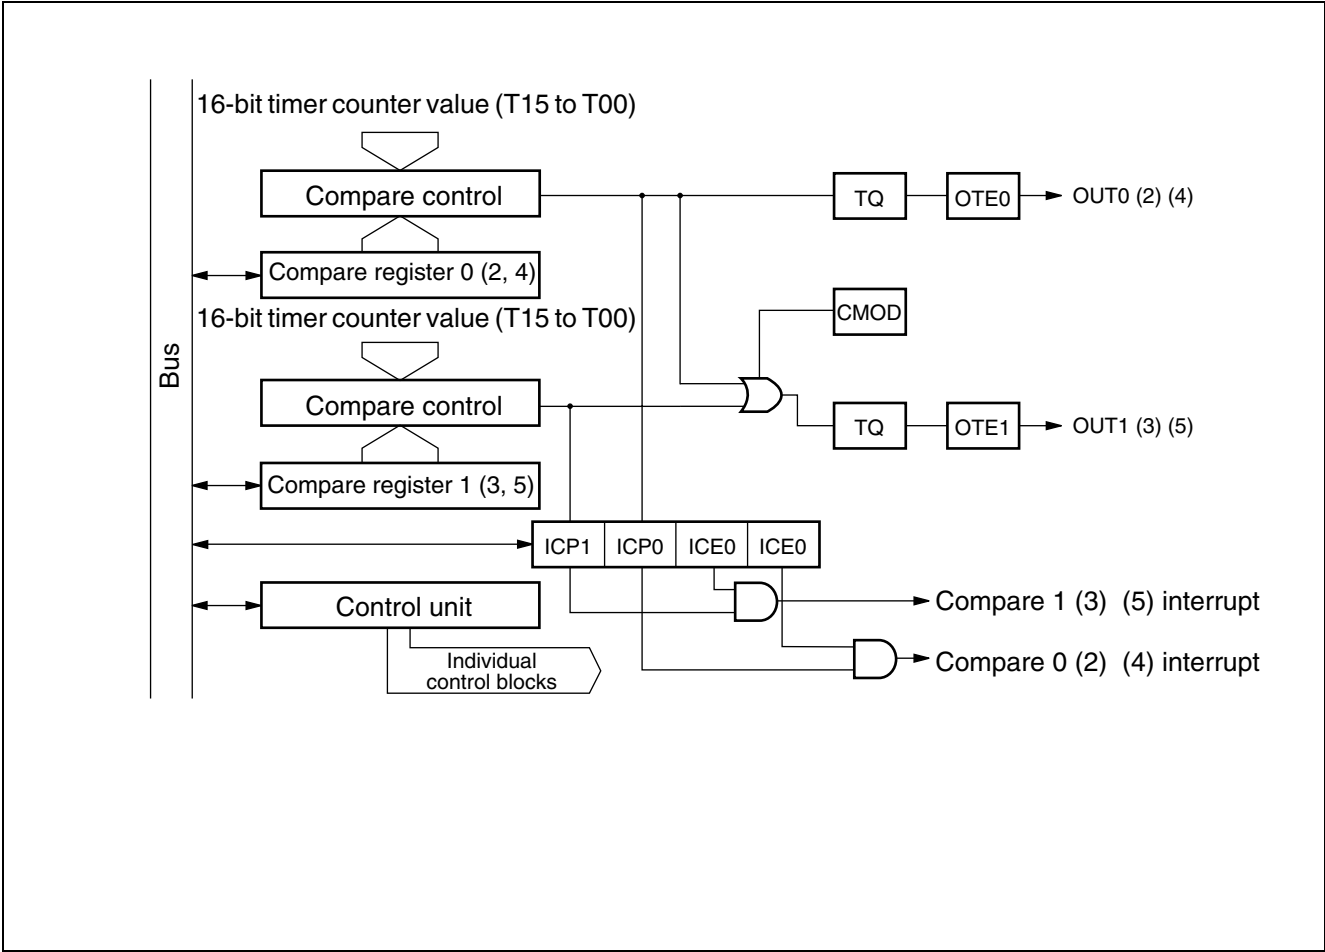 16-bit timer counter value (T15 to T00)
Compare control
TQ
OTE0
OUT0 (2) (4)
Compare register 0 (2, 4)
16-bit timer counter value (T15 to T00)
CMOD
Bus
Compare control
TQ
OTE1
OUT1 (3) (5)
Compare register 1 (3, 5)
ICP1
ICP0
ICE0
ICE0
Control unit
Compare 1 (3) (5) interrupt
Individual
control blocks
Compare 0 (2) (4) interrupt